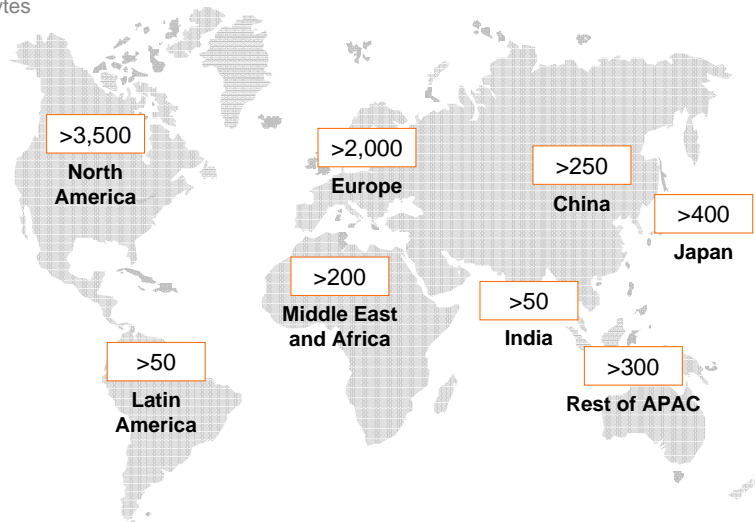 ytes
>3,500
North
America
>2,000
Europe
>250
China
>400
Japan
>200
Middle East
and Africa
>50
India
>50
Latin
America
>300
Rest of APAC